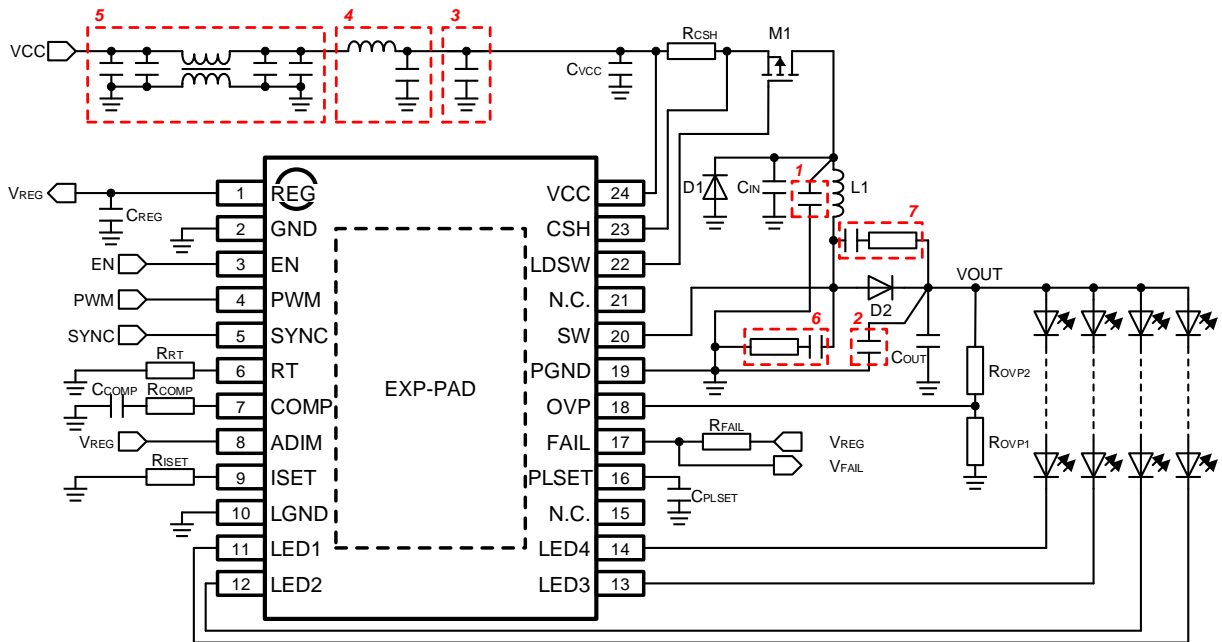 5
4
3
VCC
CVCC
RCSH
M1
VREG
CREG
1 REG
2 GND
EN
3 EN
PWM
4 PWM
SYNC
5 SYNC
RRT
6 RT
CCOMP
RCOMP
7 COMP
VREG
8 ADIM
RISET
9 ISET
10 LGND
11 LED1
12 LED2
EXP-PAD
VCC 24
CSH 23
LDSW 22
N.C. 21
SW 20
PGND 19
OVP 18
FAIL 17
PLSET 16
N.C. 15
LED4 14
LED3 13
D1
CIN
1
L1
7
VOUT
D2
6
2
COUT
ROVP2
ROVP1
RFAIL
VREG
VFAIL
CPLSET